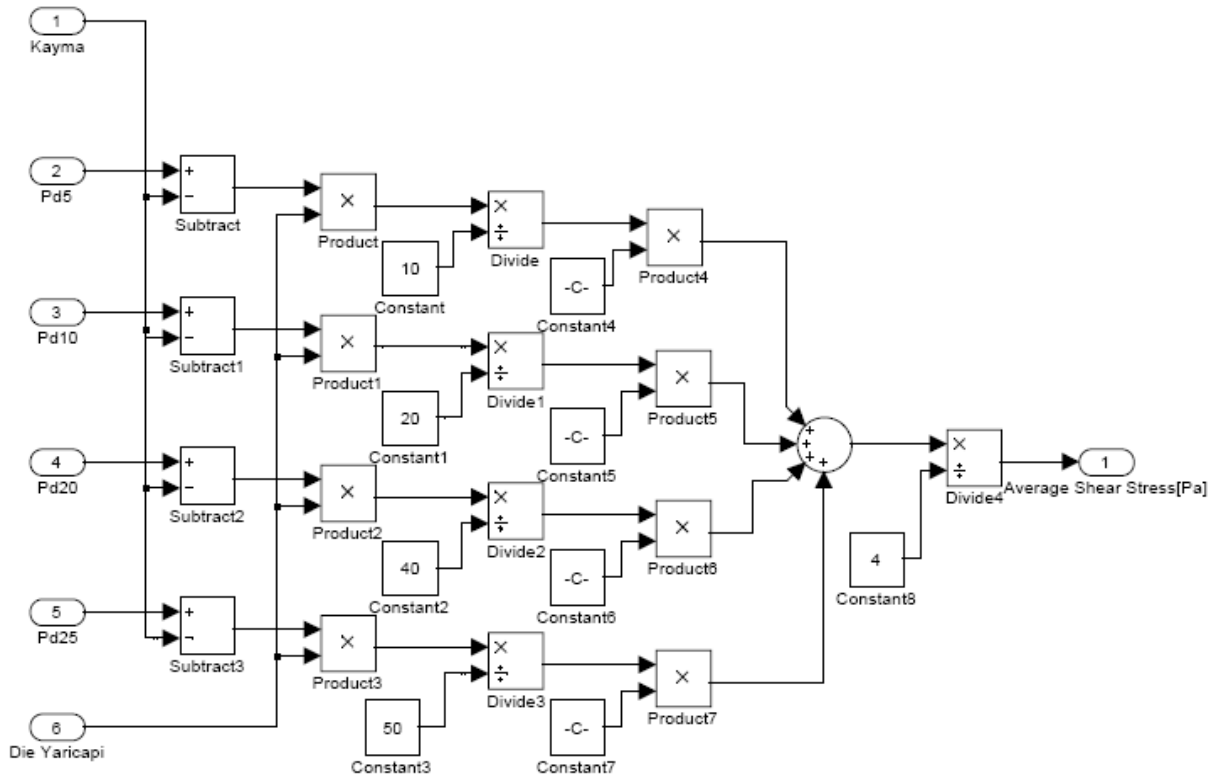 1
Kayma
2
Pd5
+
−
Subtract
×
Product
×
÷
Divide
10
Constant
×
Product4
-C-
Constant4
3
Pd10
+
−
Subtract1
×
Product1
×
÷
Divide1
20
Constant1
×
Product5
-C-
Constant5
4
Pd20
+
−
Subtract2
×
Product2
×
÷
Divide2
40
Constant2
×
Product6
-C-
Constant6
5
Pd25
+
−
Subtract3
×
Product3
×
÷
Divide3
50
Constant3
×
Product7
-C-
Constant7
6
Die Yaricapi
+
+
+
+
×
÷
Divide4
4
Constant8
1
Average Shear Stress[Pa]